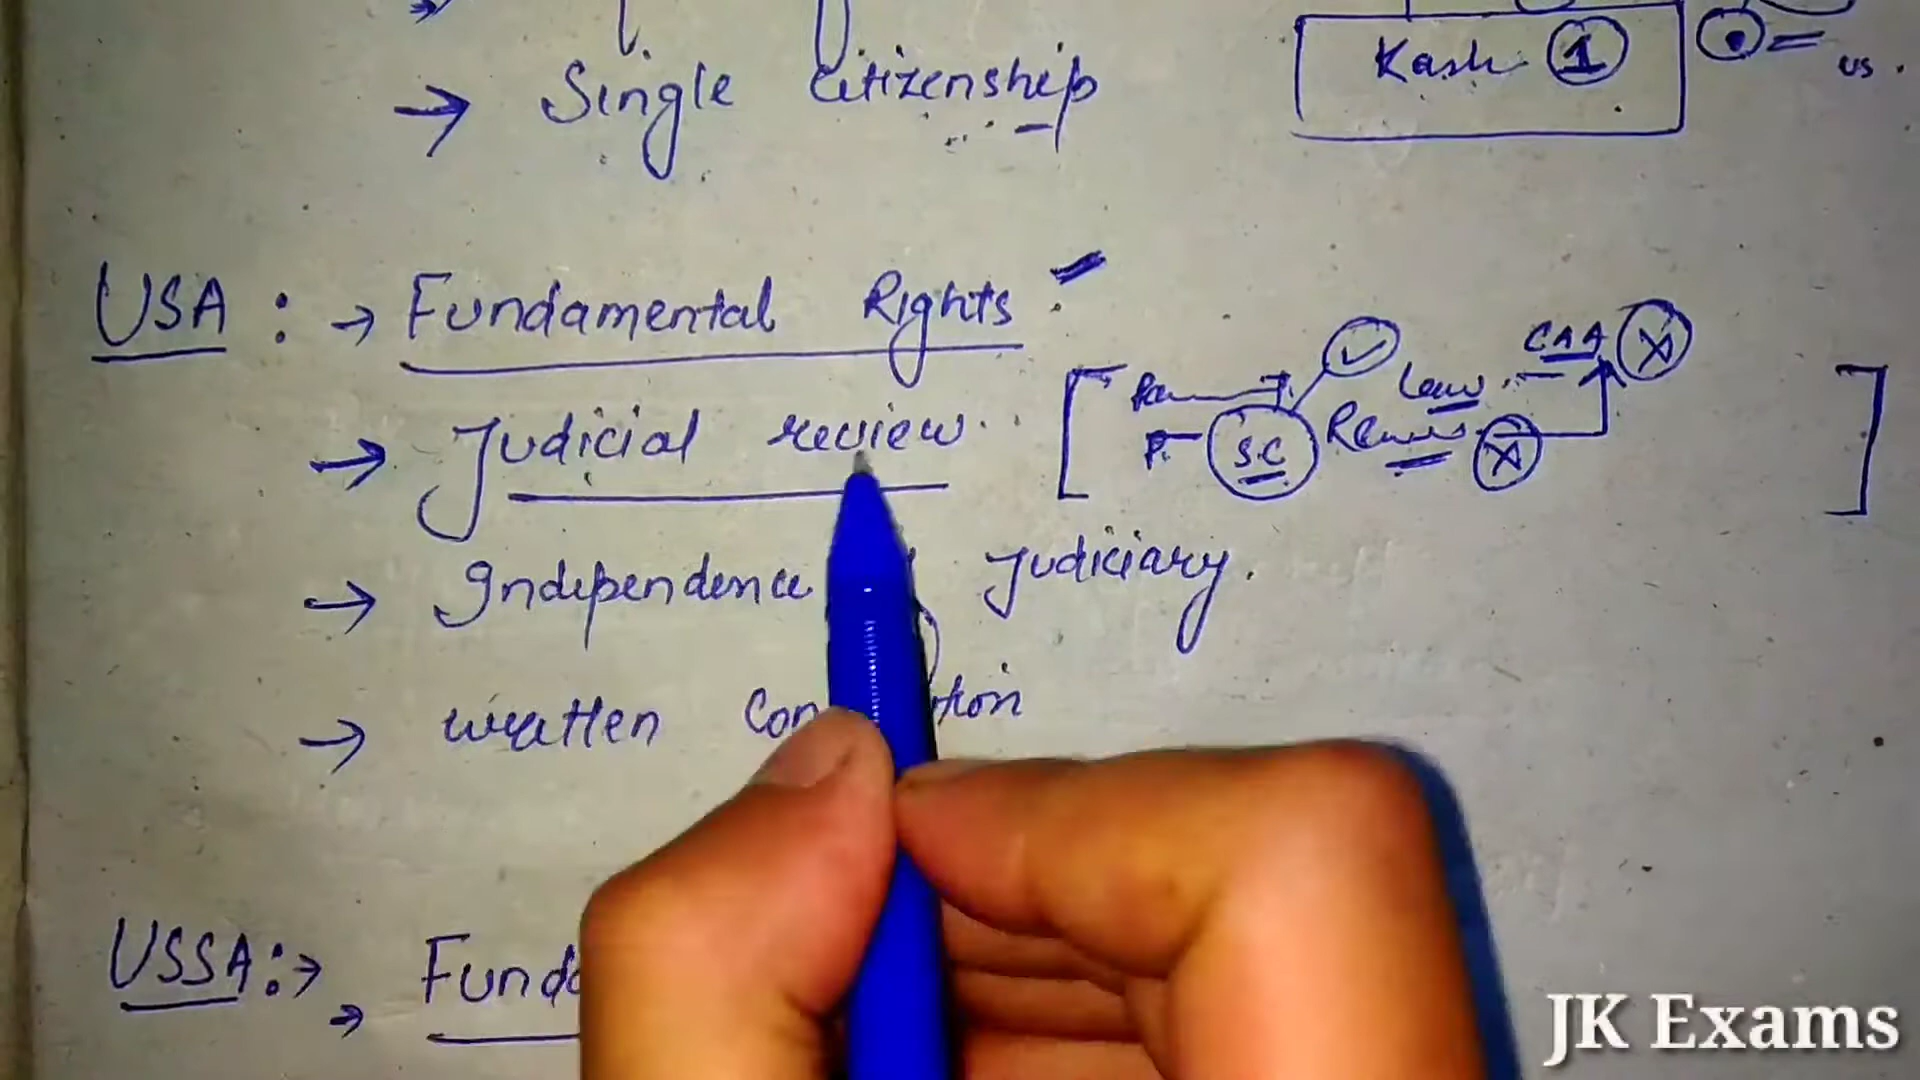 → Single citizenship
Kash 1
us.
USA : → Fundamental Rights
→ Judicial review
Law. CAA
P. S.C
→ Independence Judiciary.
→ written Con tion
USSA :→
→ Fund
JK Exams